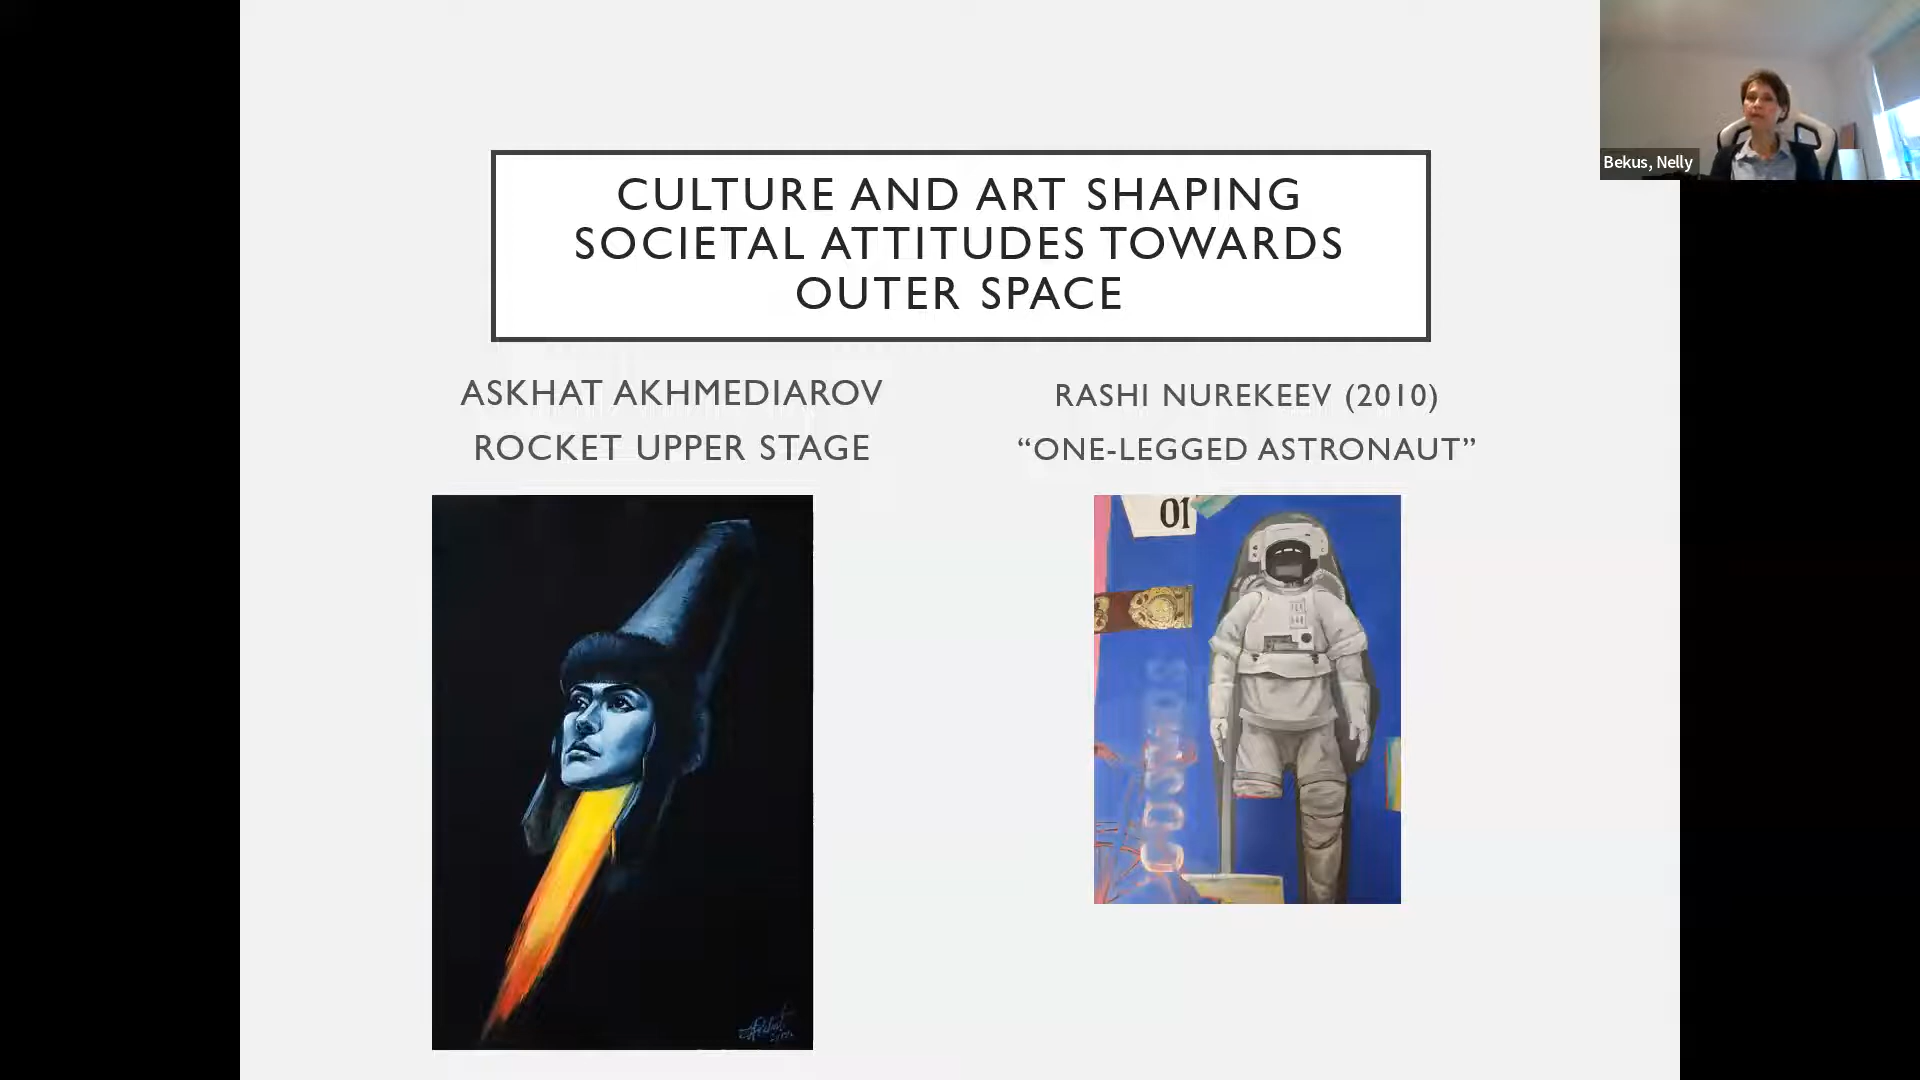 CULTURE AND ART SHAPING
SOCIETAL ATTITUDES TOWARDS
OUTER SPACE
Bekus, Nelly
ASKHAT AKHMEDIAROV
ROCKET UPPER STAGE
RASHI NUREKEEV (2010)
“ONE-LEGGED ASTRONAUT”
01
COSMOS